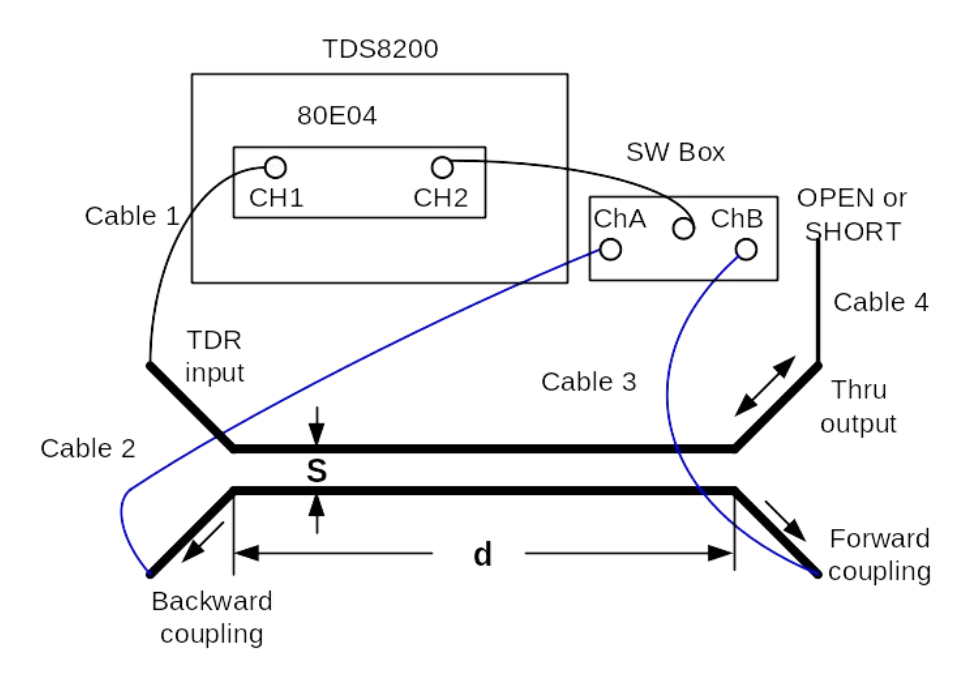 TDS8200
80E04
SW Box
CH1
CH2
ChA
ChB
OPEN or
SHORT
Cable 1
Cable 4
TDR
input
Cable 3
Thru
output
Cable 2
S
d
Forward
coupling
Backward
coupling